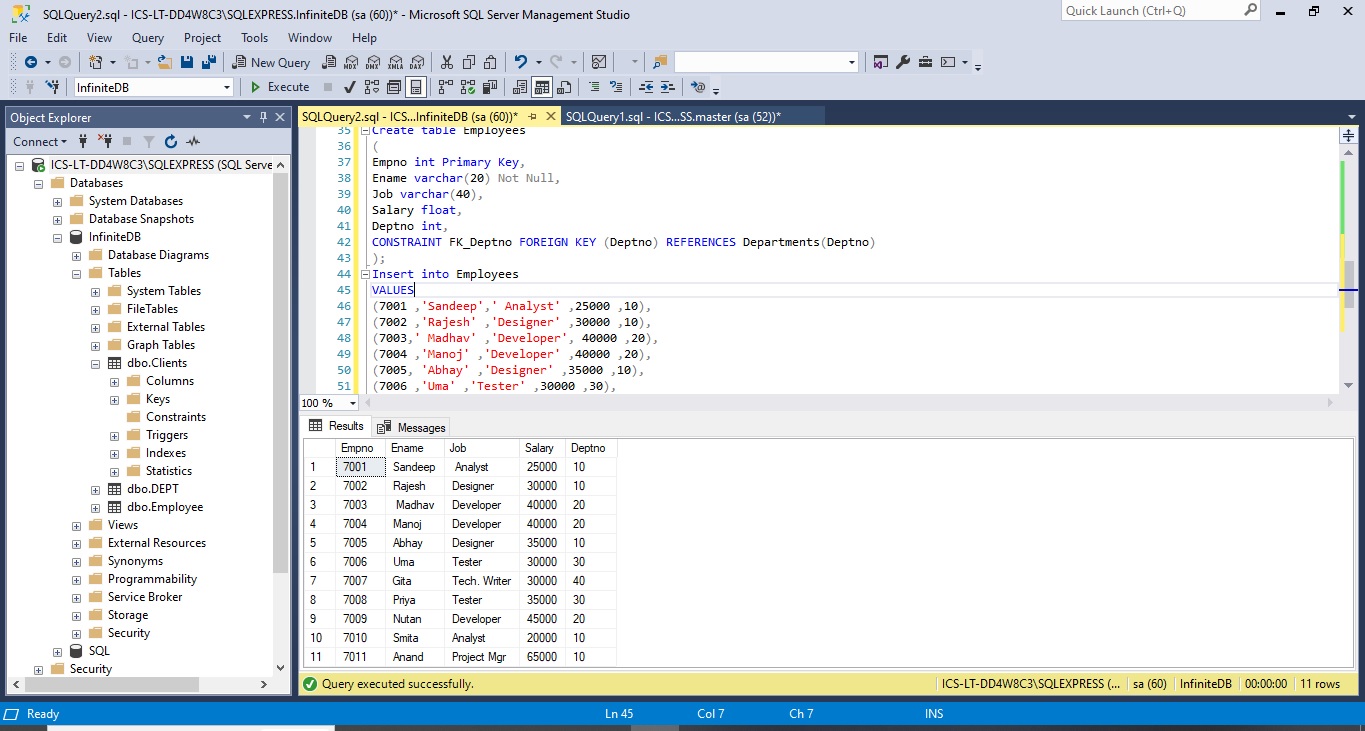 SQLQuery2.sql - ICS-LT-DD4W8C3\SQLEXPRESS.InfiniteDB (sa (60))* - Microsoft SQL Server Management Studio
Quick Launch (Ctrl+Q)
File Edit View Query Project Tools Window Help
New Query MDX DMX XMLA DAX
InfiniteDB Execute
Object Explorer
Connect
ICS-LT-DD4W8C3\SQLEXPRESS (SQL Serve
Databases
System Databases
Database Snapshots
InfiniteDB
Database Diagrams
Tables
System Tables
FileTables
External Tables
Graph Tables
dbo.Clients
Columns
Keys
Constraints
Triggers
Indexes
Statistics
dbo.DEPT
dbo.Employee
Views
External Resources
Synonyms
Programmability
Service Broker
Storage
Security
SQL
Security
SQLQuery2.sql - ICS...InfiniteDB (sa (60))* SQLQuery1.sql - ICS...SS.master (sa (52))*
35 Create table Employees
36 (
37 Empno int Primary Key,
38 Ename varchar(20) Not Null,
39 Job varchar(40),
40 Salary float,
41 Deptno int,
42 CONSTRAINT FK_Deptno FOREIGN KEY (Deptno) REFERENCES Departments(Deptno)
43 );
44 Insert into Employees
45 VALUES
46 (7001 ,'Sandeep',' Analyst' ,25000 ,10),
47 (7002 ,'Rajesh' ,'Designer' ,30000 ,10),
48 (7003,' Madhav' ,'Developer', 40000 ,20),
49 (7004 ,'Manoj' ,'Developer' ,40000 ,20),
50 (7005, 'Abhay' ,'Designer' ,35000 ,10),
51 (7006 ,'Uma' ,'Tester' ,30000 ,30),
100 %
Results Messages
Empno Ename Job Salary Deptno
1 7001 Sandeep Analyst 25000 10
2 7002 Rajesh Designer 30000 10
3 7003 Madhav Developer 40000 20
4 7004 Manoj Developer 40000 20
5 7005 Abhay Designer 35000 10
6 7006 Uma Tester 30000 30
7 7007 Gita Tech. Writer 30000 40
8 7008 Priya Tester 35000 30
9 7009 Nutan Developer 45000 20
10 7010 Smita Analyst 20000 10
11 7011 Anand Project Mgr 65000 10
Query executed successfully. ICS-LT-DD4W8C3\SQLEXPRESS (... sa (60) InfiniteDB 00:00:00 11 rows
Ready Ln 45 Col 7 Ch 7 INS